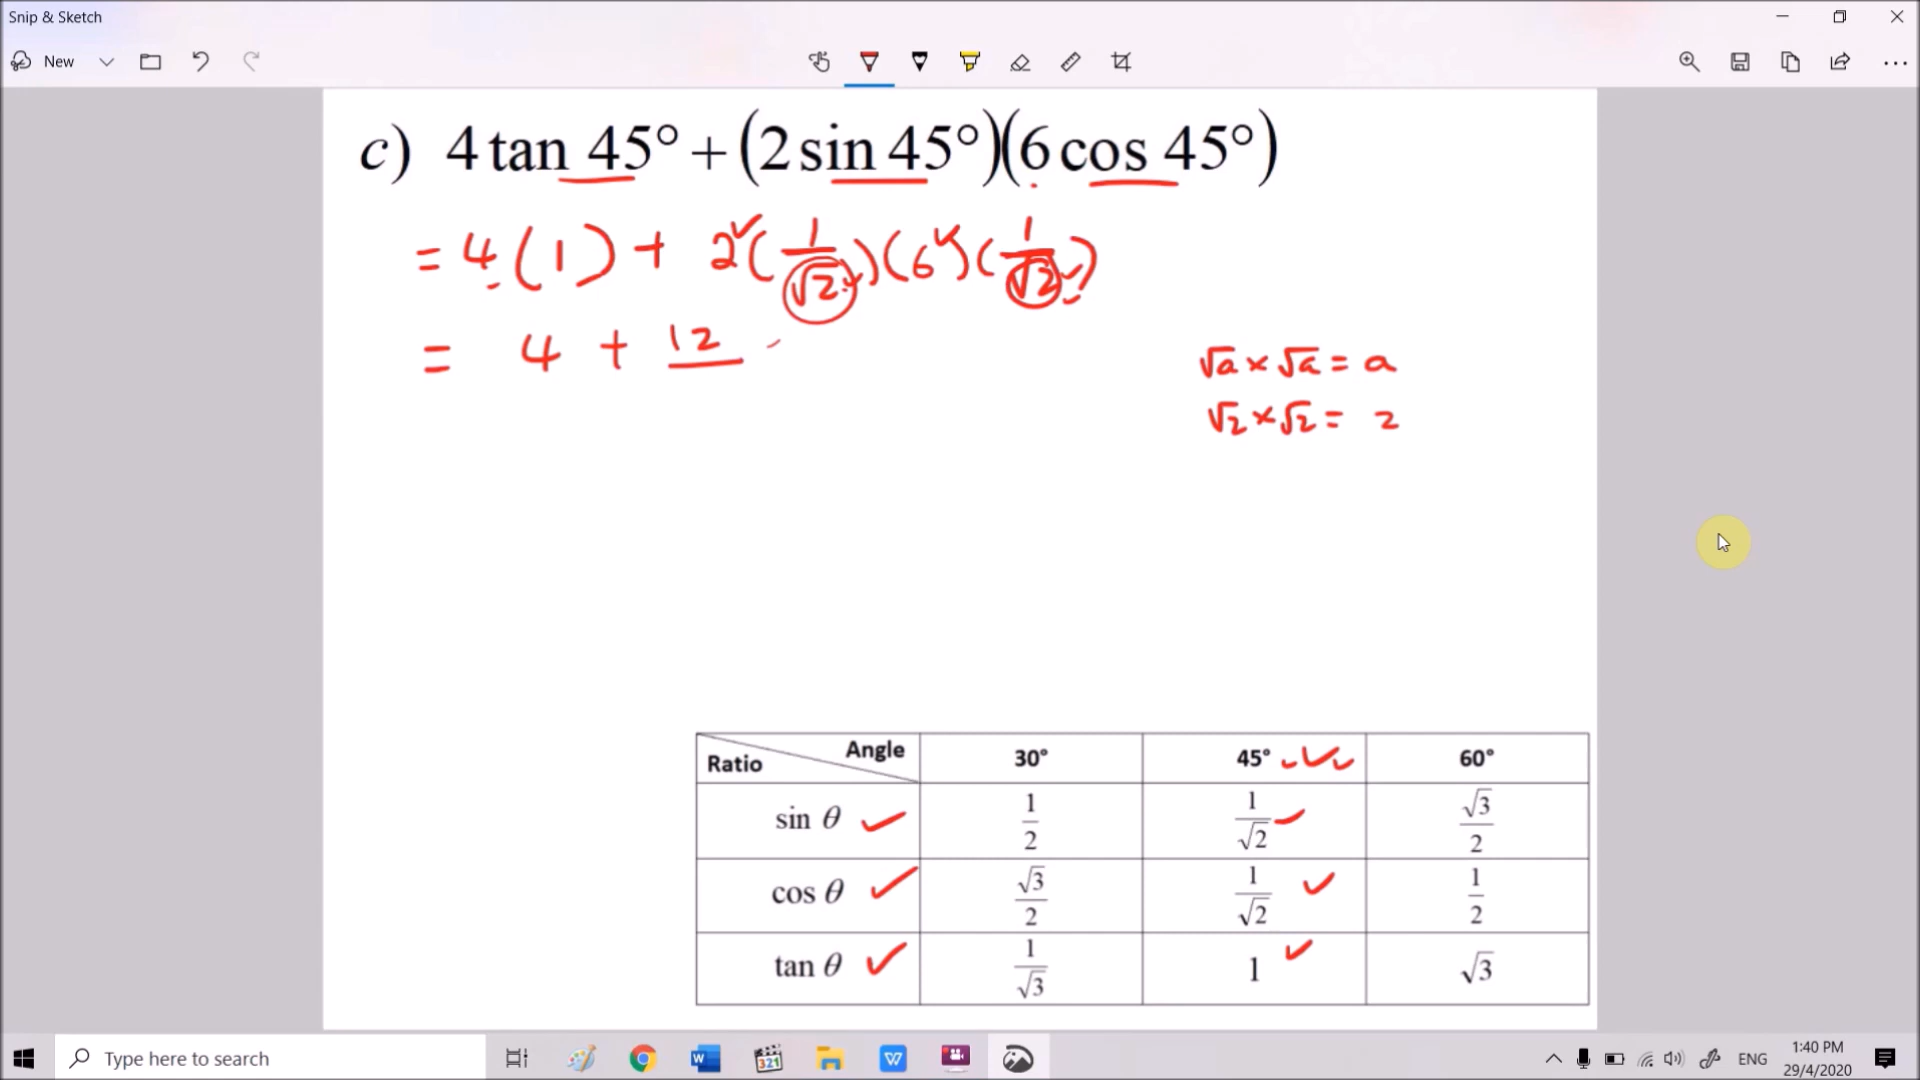 Snip & Sketch
New
c) 4 tan 45° + (2 sin 45°)(6 cos 45°)
= 4 (1) + 2 (1/√2) (6) (1/√2)
= 4 + 12
√a × √a = a
√2 × √2 = 2
Ratio Angle 30° 45° 60°
sin θ 1/2 1/√2 √3/2
cos θ √3/2 1/√2 1/2
tan θ 1/√3 1 √3
Type here to search
321
W
W
ENG
1:40 PM
29/4/2020